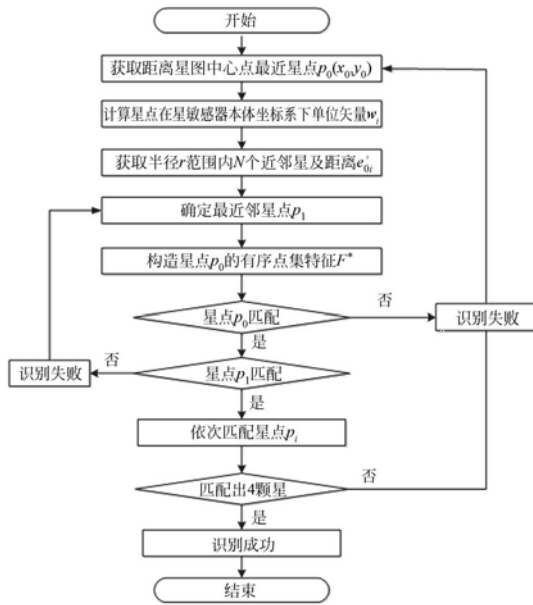 开始
获取距离星图中心点最近星点p₀(x₀,y₀)
计算星点在星敏感器本体坐标系下单位矢量wᵢ
获取半径r范围内N个近邻星及距离e′₀ᵢ
确定最近邻星点p₁
构造星点p₀的有序点集特征F*
星点p₀匹配
否
识别失败
是
星点p₁匹配
否
识别失败
是
依次匹配星点pᵢ
匹配出4颗星
否
是
识别成功
结束